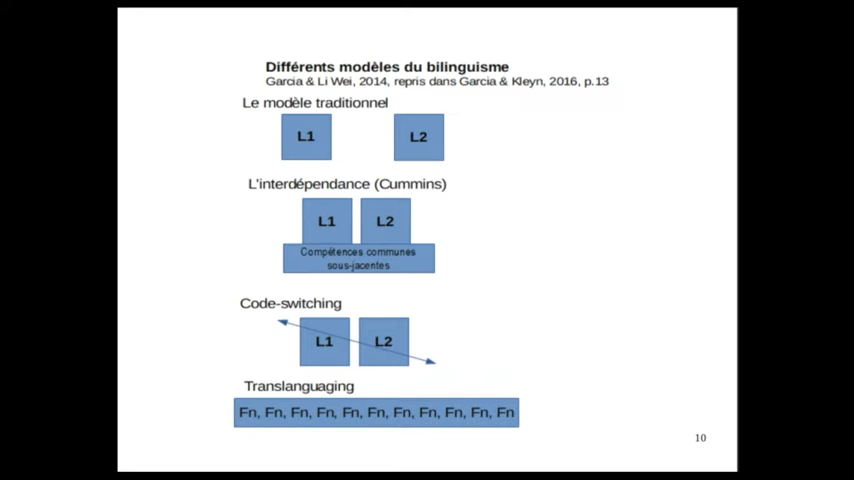 Différents modèles du bilinguisme
Garcia & Li Wei, 2014, repris dans Garcia & Kleyn, 2016, p.13
Le modèle traditionnel
L1 L2
L'interdépendance (Cummins)
L1 L2
Compétences communes
sous-jacentes
Code-switching
L1 L2
Translanguaging
Fn, Fn, Fn, Fn, Fn, Fn, Fn, Fn, Fn, Fn, Fn
10